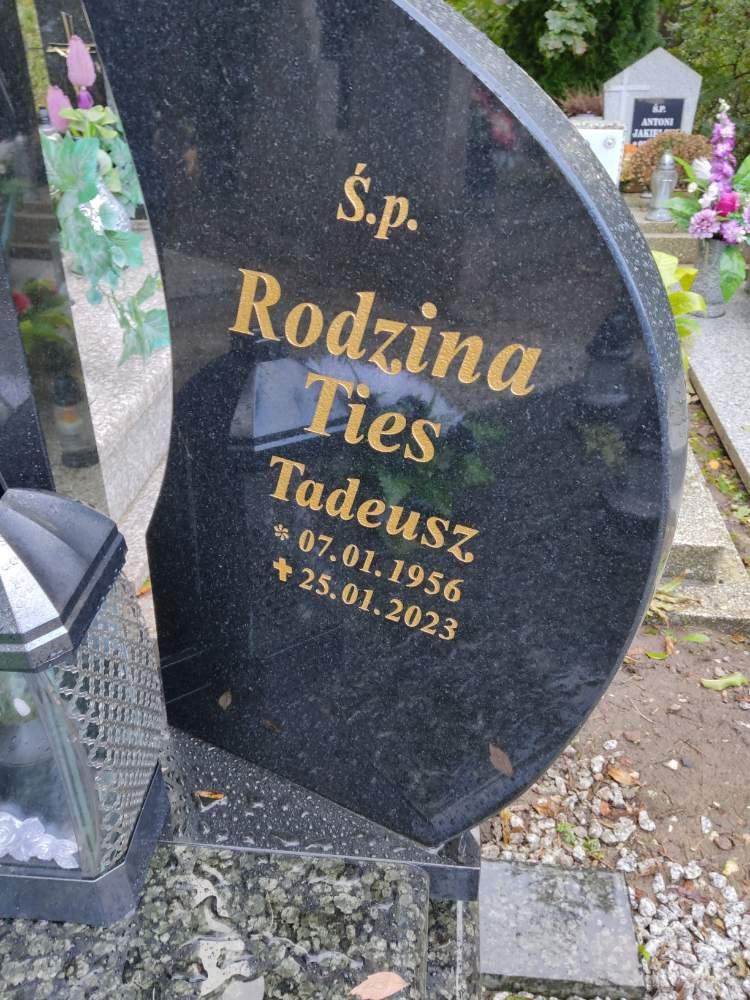 Ś.p.
Rodzina
Ties
Tadeusz
* 07.01.1956
✝ 25.01.2023
Ś.P.
ANTONI